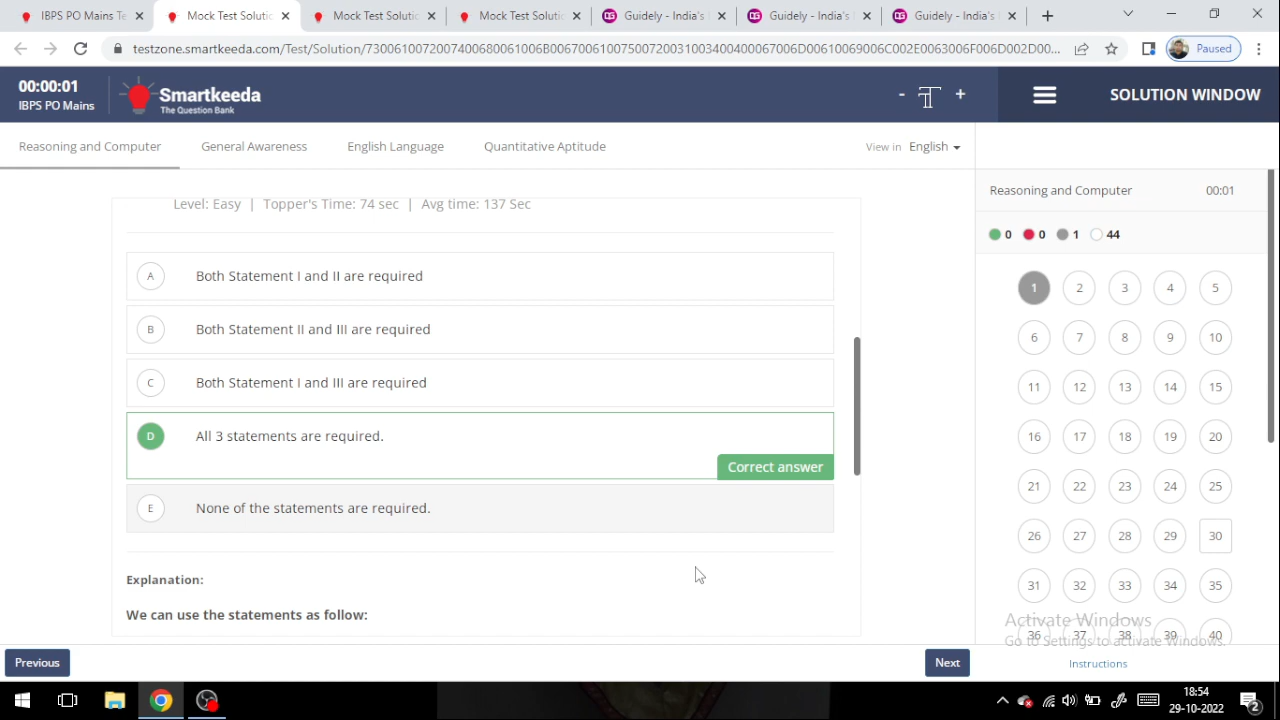 IBPS PO Mains Te
Mock Test Solutic
Mock Test Solutic
Mock Test Solutic
Guidely - India's
Guidely - India's
Guidely - India's
testzone.smartkeeda.com/Test/Solution/730061007200740080061006B00670061007500720031003400400067006D00610069006C002E0063006F006D002D00...
Paused
00:00:01
IBPS PO Mains
Smartkeeda
The Question Bank
- T +
SOLUTION WINDOW
Reasoning and Computer
General Awareness
English Language
Quantitative Aptitude
View in English
Level: Easy | Topper's Time: 74 sec | Avg time: 137 Sec
A Both Statement I and II are required
B Both Statement II and III are required
C Both Statement I and III are required
D All 3 statements are required.
Correct answer
E None of the statements are required.
Explanation:
We can use the statements as follow:
Reasoning and Computer 00:01
0 0 1 44
1 2 3 4 5
6 7 8 9 10
11 12 13 14 15
16 17 18 19 20
21 22 23 24 25
26 27 28 29 30
31 32 33 34 35
36 37 38 39 40
Activate Windows
Go to Settings to activate Windows.
Previous
Next
Instructions
18:54
29-10-2022
2